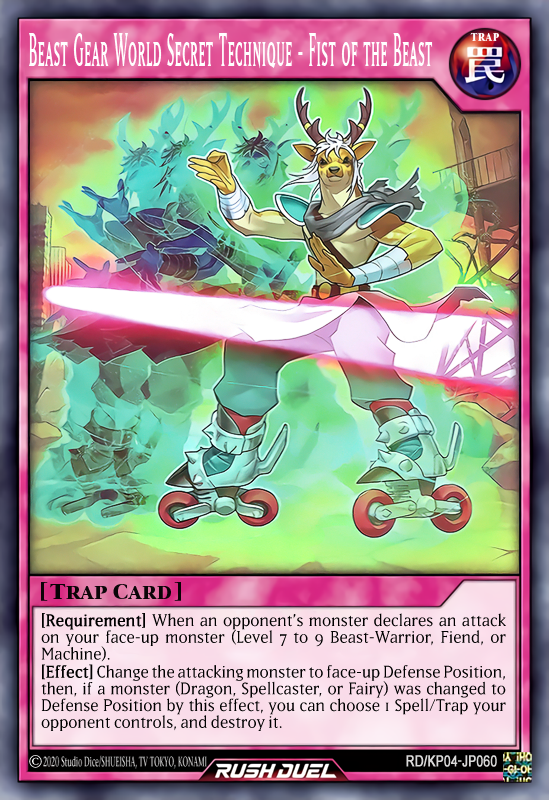 Beast Gear World Secret Technique - Fist of the Beast
TRAP
罠
[Trap Card]
[Requirement] When an opponent's monster declares an attack
on your face-up monster (Level 7 to 9 Beast-Warrior, Fiend, or
Machine).
[Effect] Change the attacking monster to face-up Defense Position,
then, if a monster (Dragon, Spellcaster, or Fairy) was changed to
Defense Position by this effect, you can choose 1 Spell/Trap your
opponent controls, and destroy it.
©2020 Studio Dice/SHUEISHA, TV TOKYO, KONAMI
RUSH DUEL
RD/KP04-JP060